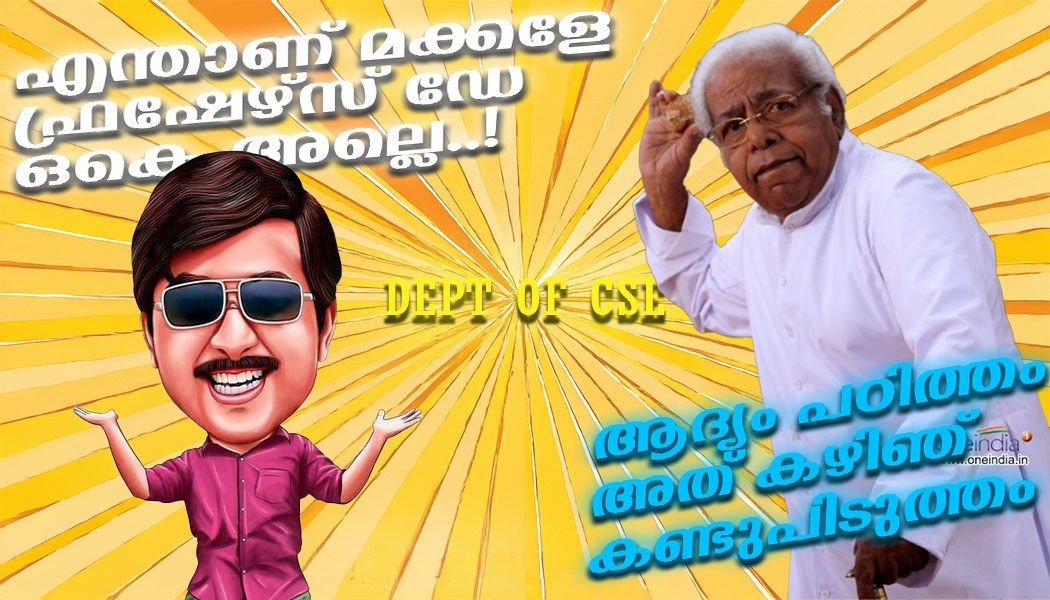 എന്താണ് മക്കളേ
ഫ്രഷേഴ്സ് ഡേ
ഒകെ അല്ലെ..!
DEPT OF CSE
ആദ്യം പഠിത്തം
അത് കഴിഞ്ഞ്
കണ്ടുപിടുത്തം
oneindia
www.oneindia.in